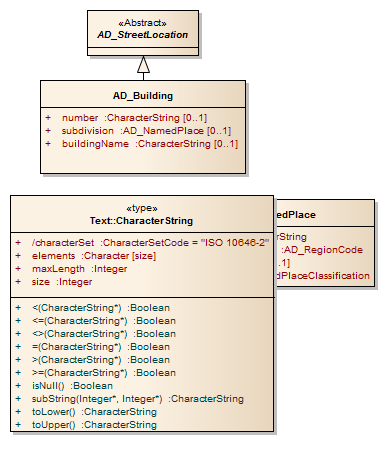 «Abstract»
AD_StreetLocation
AD_Building
+ number :CharacterString [0..1]
+ subdivision :AD_NamedPlace [0..1]
+ buildingName :CharacterString [0..1]
«type»
Text::CharacterString
+ /characterSet :CharacterSetCode = "ISO 10646-2"
+ elements :Character [size]
+ maxLength :Integer
+ size :Integer
+ <(CharacterString*) :Boolean
+ <=(CharacterString*) :Boolean
+ <>(CharacterString*) :Boolean
+ =(CharacterString*) :Boolean
+ >(CharacterString*) :Boolean
+ >=(CharacterString*) :Boolean
+ isNull() :Boolean
+ subString(Integer*, Integer*) :CharacterString
+ toLower() :CharacterString
+ toUpper() :CharacterString
edPlace
String
:AD_RegionCode
.1]
dPlaceClassification